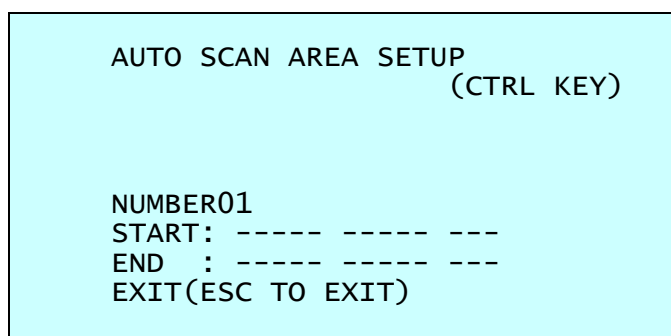 AUTO SCAN AREA SETUP
(CTRL KEY)
NUMBER01
START: ----- ----- ---
END  : ----- ----- ---
EXIT(ESC TO EXIT)